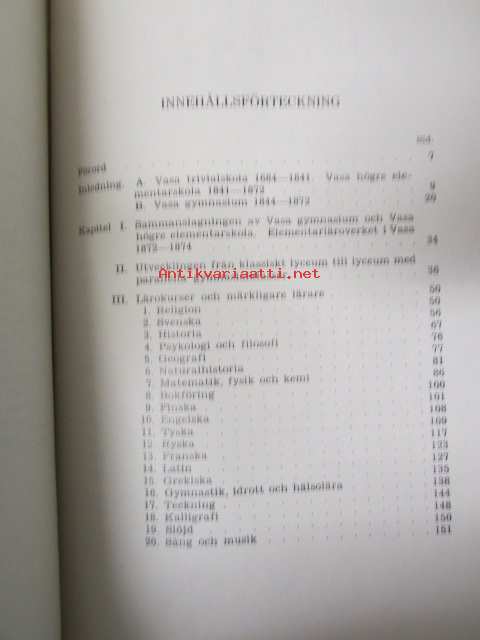 INNEHÅLLSFÖRTECKNING
Sid.
Förord 7
Inledning. A. Vasa trivialskola 1684—1841. Vasa högre ele-
mentarskola 1841—1872 9
B. Vasa gymnasium 1844—1872 20
Kapitel I. Sammanslagningen av Vasa gymnasium och Vasa
högre elementarskola. Elementarläroverket i Vasa
1872—1874 34
II. Utvecklingen från klassiskt lyceum till lyceum med
36
Antikvariaatti.net
III. Lärokurser och märkligare lärare 50
1. Religion 50
2. Svenska 56
3. Historia 67
4. Psykologi och filosofi 76
5. Geografi 77
6. Naturalhistoria 81
7. Matematik, fysik och kemi 86
8. Bokföring 100
9. Finska 101
10. Engelska 108
11. Tyska 109
12. Ryska 117
13. Franska 123
14. Latin 127
15. Grekiska 135
16. Gymnastik, idrott och hälsolära 138
17. Teckning 144
18. Kalligrafi 148
19. Slöjd 150
20. Sång och musik 151